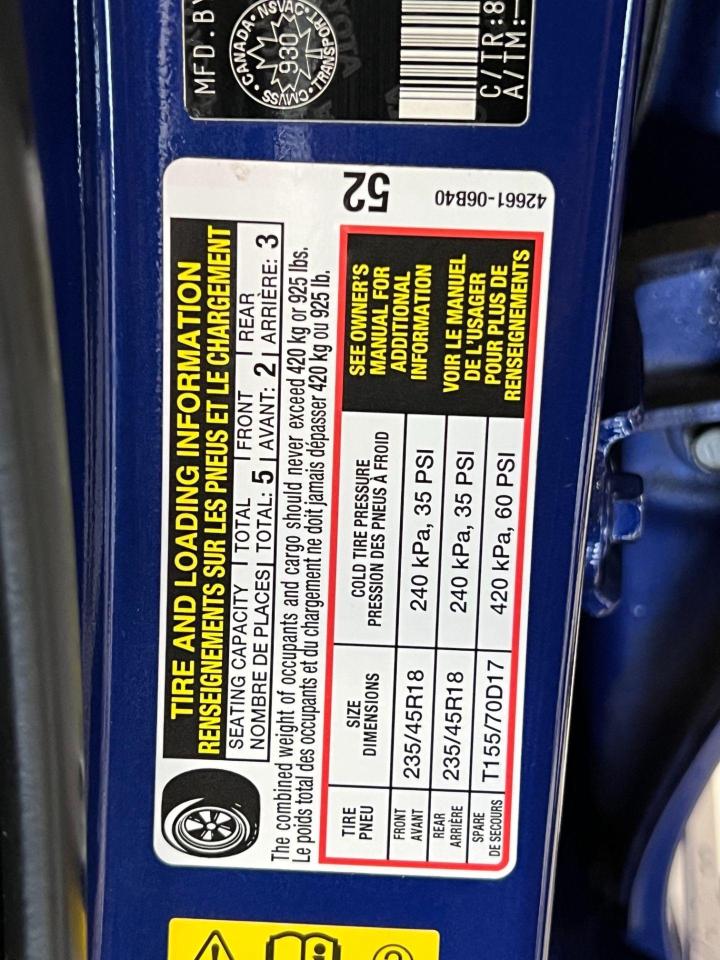 MFD.BY
CANADA • NSVAC • TRANSPORT • CMVSS
930
TOYOTA
C/TR:8
A/TM:-
52
42661-06B40
TIRE AND LOADING INFORMATION
RENSEIGNEMENTS SUR LES PNEUS ET LE CHARGEMENT
SEATING CAPACITY | TOTAL | FRONT | REAR
NOMBRE DE PLACES | TOTAL: 5 | AVANT: 2 | ARRIÈRE: 3
The combined weight of occupants and cargo should never exceed 420 kg or 925 lbs.
Le poids total des occupants et du chargement ne doit jamais dépasser 420 kg ou 925 lb.
TIRE
PNEU
SIZE
DIMENSIONS
COLD TIRE PRESSURE
PRESSION DES PNEUS À FROID
FRONT
AVANT
235/45R18
240 kPa, 35 PSI
REAR
ARRIÈRE
235/45R18
240 kPa, 35 PSI
SPARE
DE SECOURS
T155/70D17
420 kPa, 60 PSI
SEE OWNER'S
MANUAL FOR
ADDITIONAL
INFORMATION
VOIR LE MANUEL
DE L'USAGER
POUR PLUS DE
RENSEIGNEMENTS